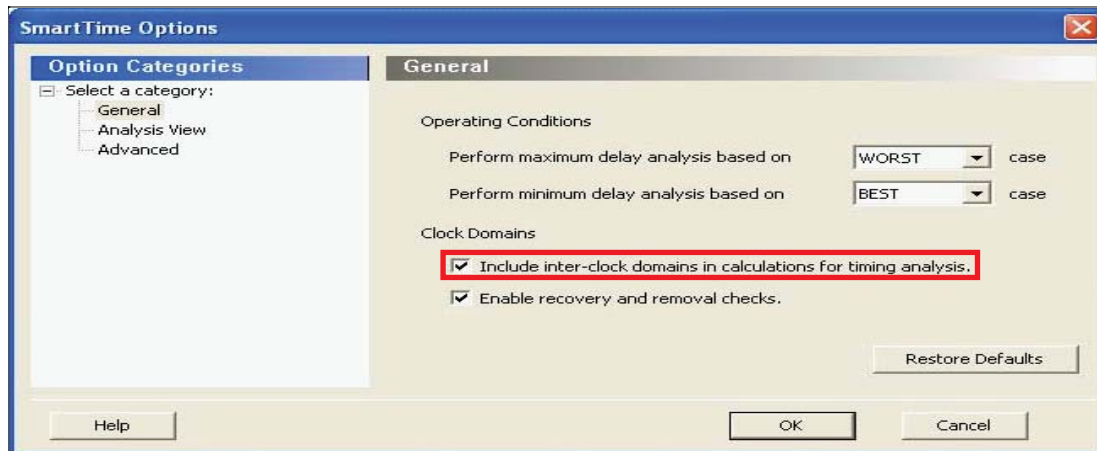 SmartTime Options
Option Categories
Select a category:
General
Analysis View
Advanced
General
Operating Conditions
Perform maximum delay analysis based on WORST case
Perform minimum delay analysis based on BEST case
Clock Domains
Include inter-clock domains in calculations for timing analysis.
Enable recovery and removal checks.
Restore Defaults
Help OK Cancel